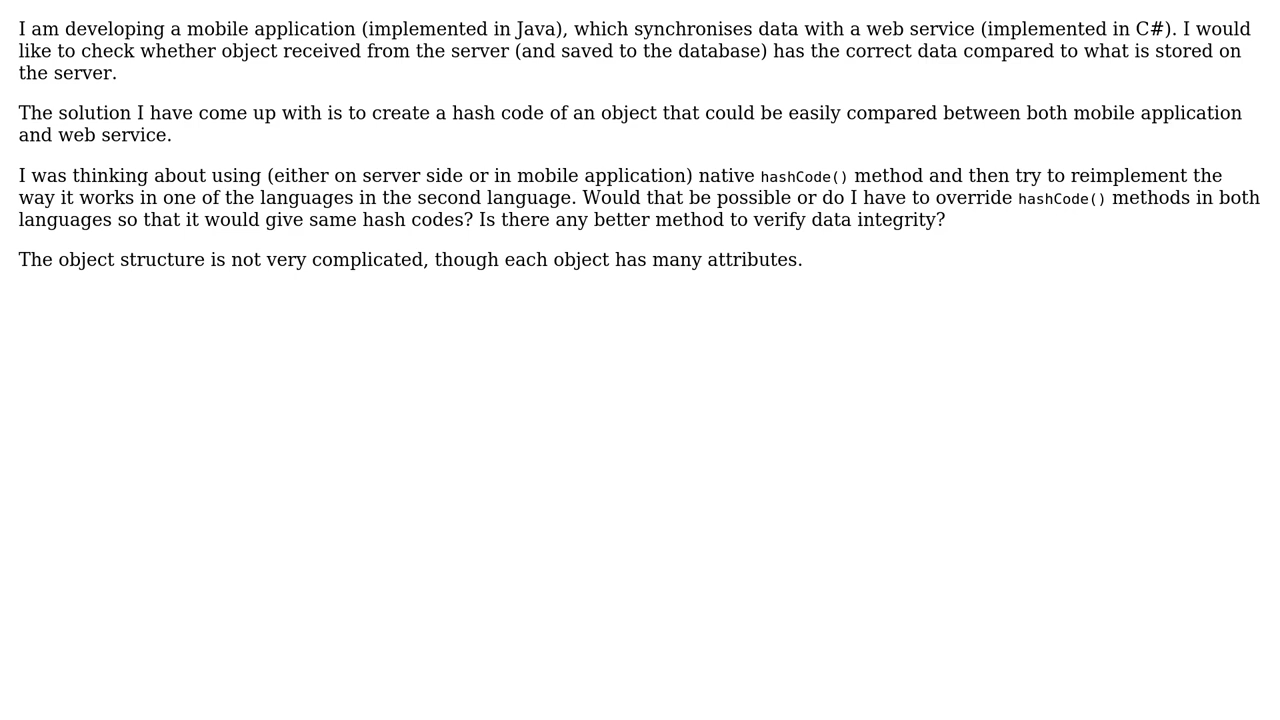 I am developing a mobile application (implemented in Java), which synchronises data with a web service (implemented in C#). I would
like to check whether object received from the server (and saved to the database) has the correct data compared to what is stored on
the server.
The solution I have come up with is to create a hash code of an object that could be easily compared between both mobile application
and web service.
I was thinking about using (either on server side or in mobile application) native hashCode() method and then try to reimplement the
way it works in one of the languages in the second language. Would that be possible or do I have to override hashCode() methods in both
languages so that it would give same hash codes? Is there any better method to verify data integrity?
The object structure is not very complicated, though each object has many attributes.